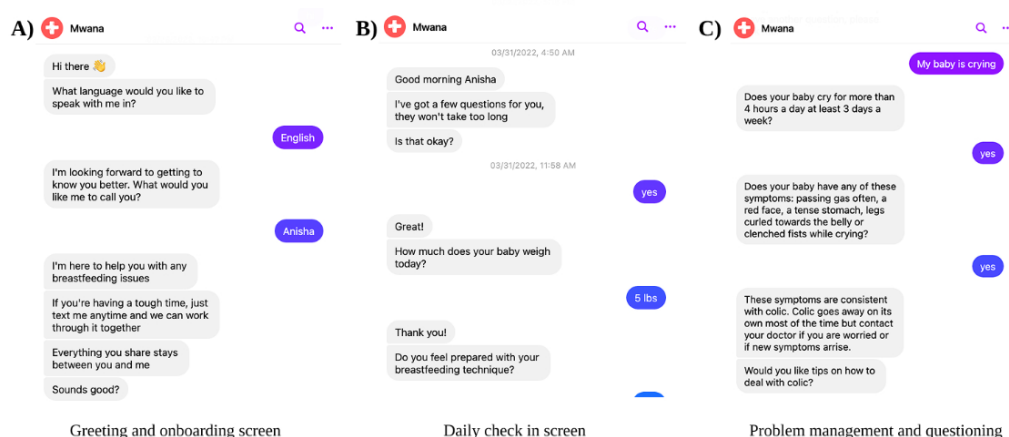 A) Mwana
Hi there 👋
What language would you like to
speak with me in?
English
I'm looking forward to getting to
know you better. What would you
like me to call you?
Anisha
I'm here to help you with any
breastfeeding issues
If you're having a tough time, just
text me anytime and we can work
through it together
Everything you share stays
between you and me
Sounds good?
Greeting and onboarding screen
B) Mwana
03/31/2022, 4:50 AM
Good morning Anisha
I've got a few questions for you,
they won't take too long
Is that okay?
03/31/2022, 11:58 AM
yes
Great!
How much does your baby weigh
today?
5 lbs
Thank you!
Do you feel prepared with your
breastfeeding technique?
Daily check in screen
C) Mwana
My baby is crying
Does your baby cry for more than
4 hours a day at least 3 days a
week?
yes
Does your baby have any of these
symptoms: passing gas often, a
red face, a tense stomach, legs
curled towards the belly or
clenched fists while crying?
yes
These symptoms are consistent
with colic. Colic goes away on its
own most of the time but contact
your doctor if you are worried or
if new symptoms arrise.
Would you like tips on how to
deal with colic?
Problem management and questioning